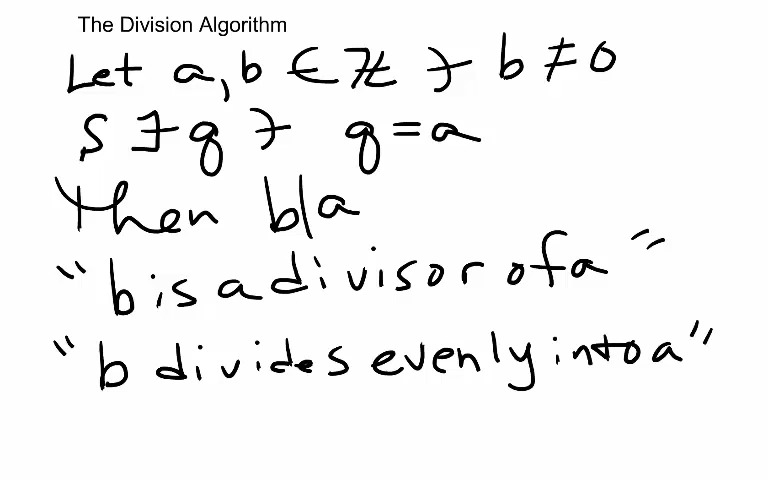 The Division Algorithm
Let a, b ∈ ℤ ∋ b ≠ 0
S ∃ q ∋ q = a
Then b|a
"b is a divisor of a"
"b divides evenly into a"